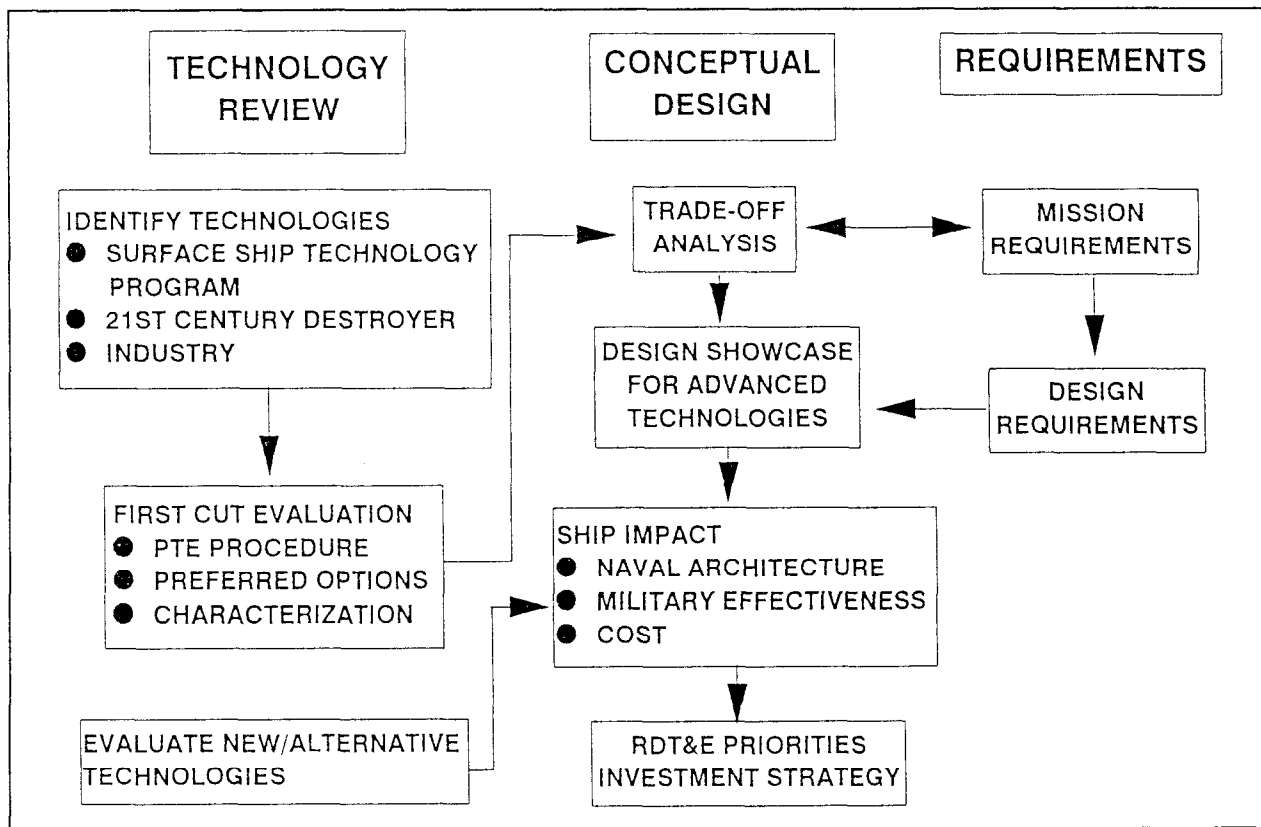 TECHNOLOGY
REVIEW
CONCEPTUAL
DESIGN
REQUIREMENTS
IDENTIFY TECHNOLOGIES
● SURFACE SHIP TECHNOLOGY
PROGRAM
● 21ST CENTURY DESTROYER
● INDUSTRY
FIRST CUT EVALUATION
● PTE PROCEDURE
● PREFERRED OPTIONS
● CHARACTERIZATION
EVALUATE NEW/ALTERNATIVE
TECHNOLOGIES
TRADE-OFF
ANALYSIS
DESIGN SHOWCASE
FOR ADVANCED
TECHNOLOGIES
SHIP IMPACT
● NAVAL ARCHITECTURE
● MILITARY EFFECTIVENESS
● COST
RDT&E PRIORITIES
INVESTMENT STRATEGY
MISSION
REQUIREMENTS
DESIGN
REQUIREMENTS